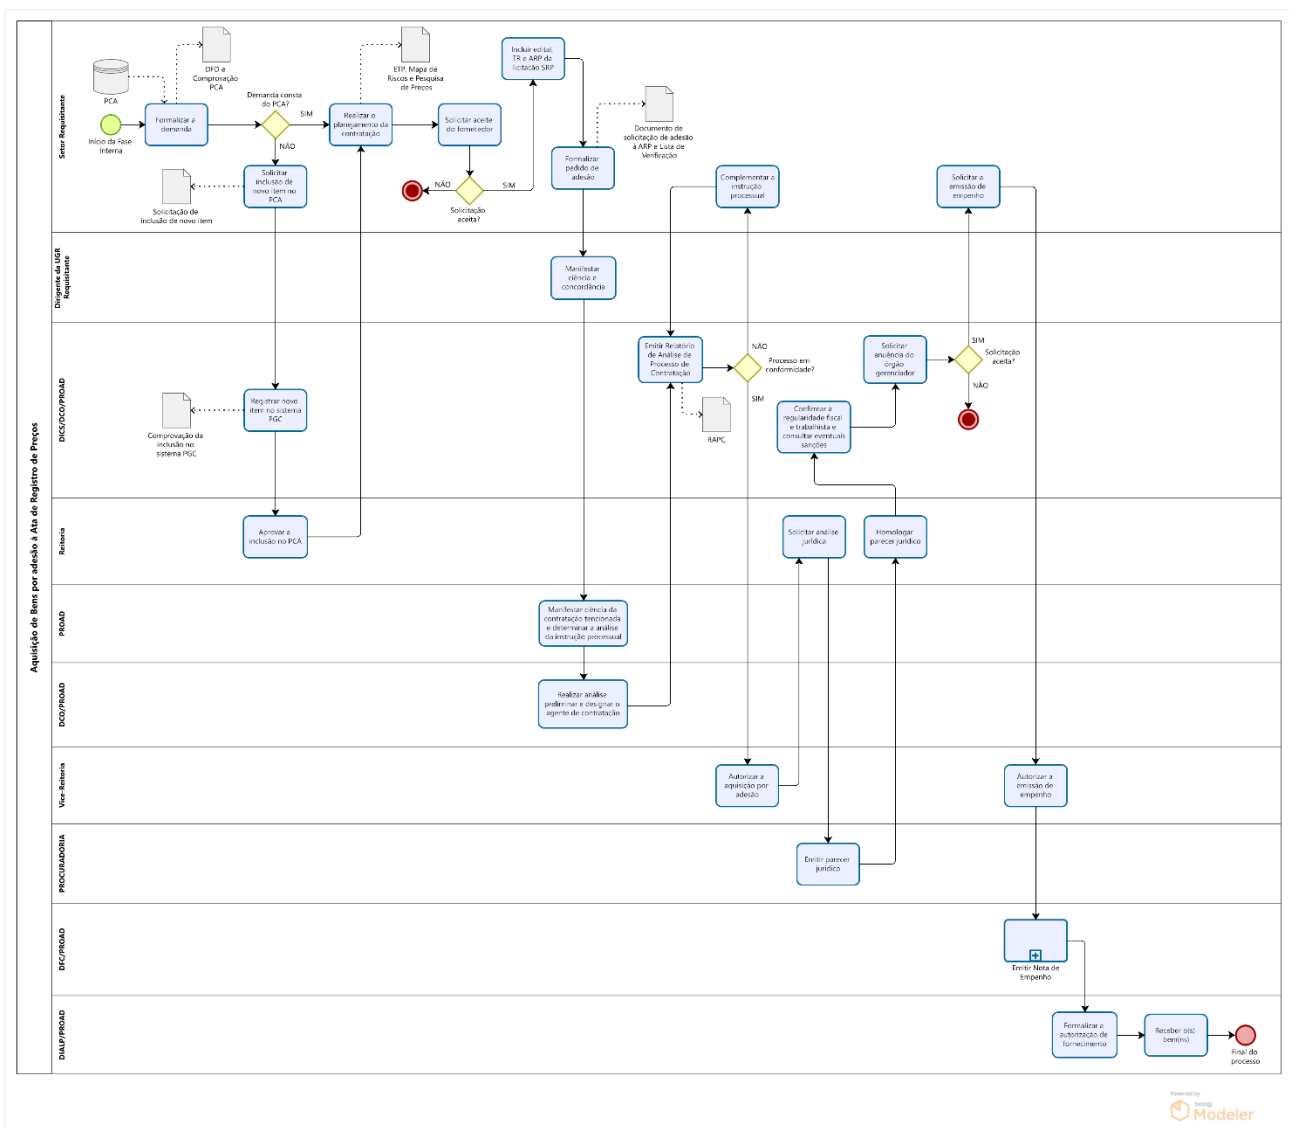 Aquisição de Bens por adesão à Ata de Registro de Preços
Setor Requisitante
PCA
DFD e
Comprovação
PCA
Início da Fase
Interna
Formalizar a
demanda
Demanda consta
do PCA?
SIM
NÃO
Solicitar
inclusão de
novo item no
PCA
Solicitação de
inclusão de novo item
Realizar o
planejamento da
contratação
ETP, Mapa de
Riscos e Pesquisa
de Preços
Solicitar aceite
do fornecedor
NÃO
SIM
Solicitação
aceita?
Incluir edital,
TR e ARP da
licitação SRP
Formalizar
pedido de
adesão
Documento de
solicitação de adesão
à ARP e Lista de
Verificação
Complementar a
instrução
processual
Solicitar a
emissão de
empenho
Dirigente da UGR
Requisitante
Manifestar
ciência e
concordância
DICS/DCO/PROAD
Registrar novo
item no sistema
PGC
Comprovação da
inclusão no
sistema PGC
Emitir Relatório
de Análise de
Processo de
Contratação
RAPC
NÃO
Processo em
conformidade?
SIM
Confirmar a
regularidade fiscal
e trabalhista e
consultar eventuais
sanções
Solicitar
anuência do
órgão
gerenciador
SIM
Solicitação
aceita?
NÃO
Reitoria
Aprovar a
inclusão no PCA
Solicitar análise
jurídica
Homologar
parecer jurídico
PROAD
Manifestar ciência da
contratação tencionada
e determinar a análise
da instrução processual
DCO/PROAD
Realizar análise
preliminar e designar o
agente de contratação
Vice-Reitoria
Autorizar a
aquisição por
adesão
Autorizar a
emissão de
empenho
PROCURADORIA
Emitir parecer
jurídico
DFC/PROAD
Emitir Nota de
Empenho
DIALP/PROAD
Formalizar a
autorização de
fornecimento
Receber o(s)
bem(ns)
Final do
processo
Powered by
bizagi
Modeler